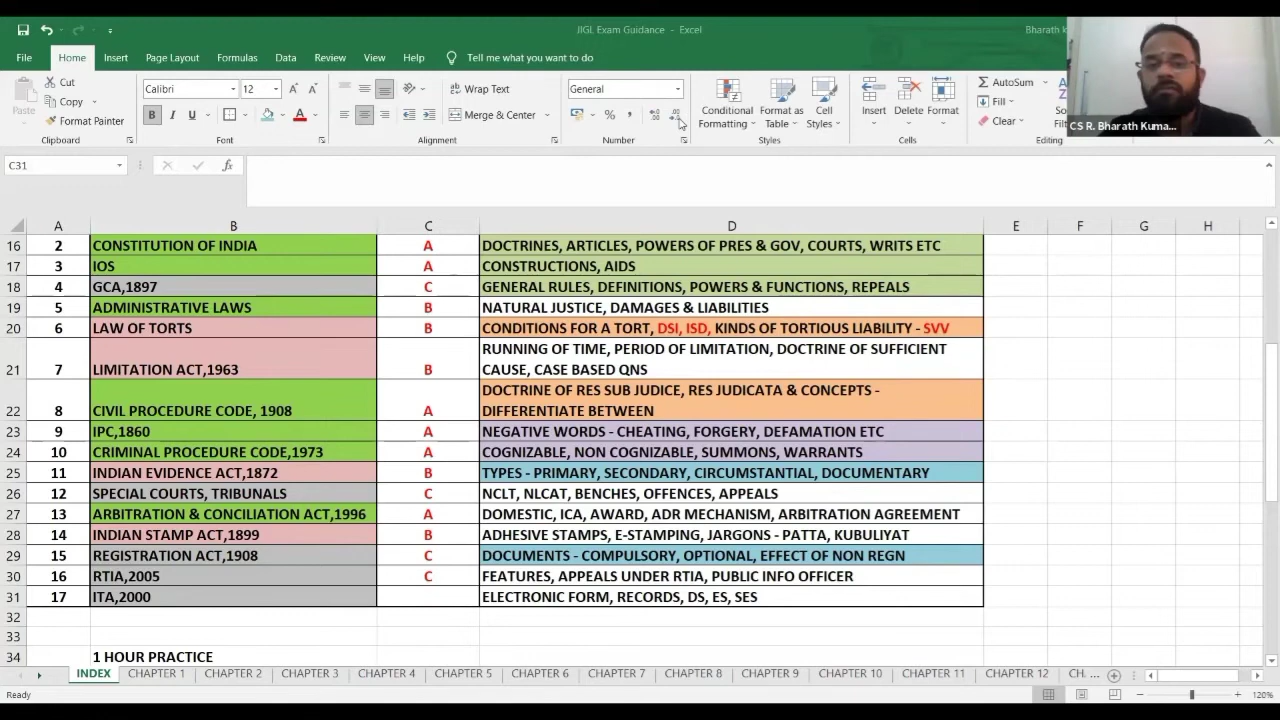 JIGL Exam Guidance - Excel
Bharath k
File Home Insert Page Layout Formulas Data Review View Help Tell me what you want to do
Paste
Cut
Copy
Format Painter
Clipboard
Calibri 12
B I U
Font
Wrap Text
Merge & Center
Alignment
General
Number
Conditional Formatting
Format as Table
Cell Styles
Styles
Insert Delete Format
Cells
AutoSum
Fill
Clear
Editing
CS R. Bharath Kuma...
C31 fx
A B C D E F G H
16 2 CONSTITUTION OF INDIA A DOCTRINES, ARTICLES, POWERS OF PRES & GOV, COURTS, WRITS ETC
17 3 IOS A CONSTRUCTIONS, AIDS
18 4 GCA,1897 C GENERAL RULES, DEFINITIONS, POWERS & FUNCTIONS, REPEALS
19 5 ADMINISTRATIVE LAWS B NATURAL JUSTICE, DAMAGES & LIABILITIES
20 6 LAW OF TORTS B CONDITIONS FOR A TORT, DSI, ISD, KINDS OF TORTIOUS LIABILITY - SVV
RUNNING OF TIME, PERIOD OF LIMITATION, DOCTRINE OF SUFFICIENT
21 7 LIMITATION ACT,1963 B CAUSE, CASE BASED QNS
DOCTRINE OF RES SUB JUDICE, RES JUDICATA & CONCEPTS -
22 8 CIVIL PROCEDURE CODE, 1908 A DIFFERENTIATE BETWEEN
23 9 IPC,1860 A NEGATIVE WORDS - CHEATING, FORGERY, DEFAMATION ETC
24 10 CRIMINAL PROCEDURE CODE,1973 A COGNIZABLE, NON COGNIZABLE, SUMMONS, WARRANTS
25 11 INDIAN EVIDENCE ACT,1872 B TYPES - PRIMARY, SECONDARY, CIRCUMSTANTIAL, DOCUMENTARY
26 12 SPECIAL COURTS, TRIBUNALS C NCLT, NLCAT, BENCHES, OFFENCES, APPEALS
27 13 ARBITRATION & CONCILIATION ACT,1996 A DOMESTIC, ICA, AWARD, ADR MECHANISM, ARBITRATION AGREEMENT
28 14 INDIAN STAMP ACT,1899 B ADHESIVE STAMPS, E-STAMPING, JARGONS - PATTA, KUBULIYAT
29 15 REGISTRATION ACT,1908 C DOCUMENTS - COMPULSORY, OPTIONAL, EFFECT OF NON REGN
30 16 RTIA,2005 C FEATURES, APPEALS UNDER RTIA, PUBLIC INFO OFFICER
31 17 ITA,2000 ELECTRONIC FORM, RECORDS, DS, ES, SES
32
33
34 1 HOUR PRACTICE
INDEX CHAPTER 1 CHAPTER 2 CHAPTER 3 CHAPTER 4 CHAPTER 5 CHAPTER 6 CHAPTER 7 CHAPTER 8 CHAPTER 9 CHAPTER 10 CHAPTER 11 CHAPTER 12 CH. ...
Ready 120%